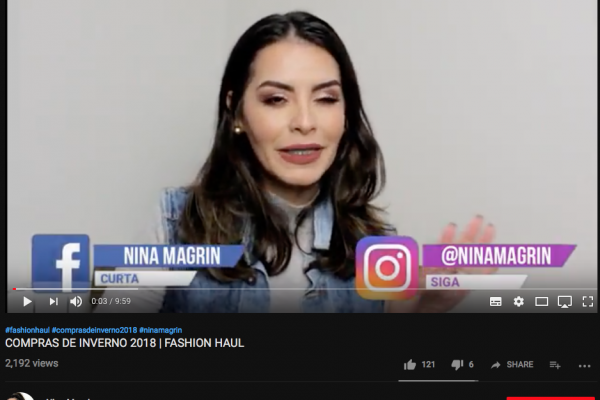 NINA MAGRIN
CURTA
@NINAMAGRIN
SIGA
0:03 / 9:59
#fashionhaul #comprasdeinverno2018 #ninamagrin
COMPRAS DE INVERNO 2018 | FASHION HAUL
2,192 views
121
6
SHARE